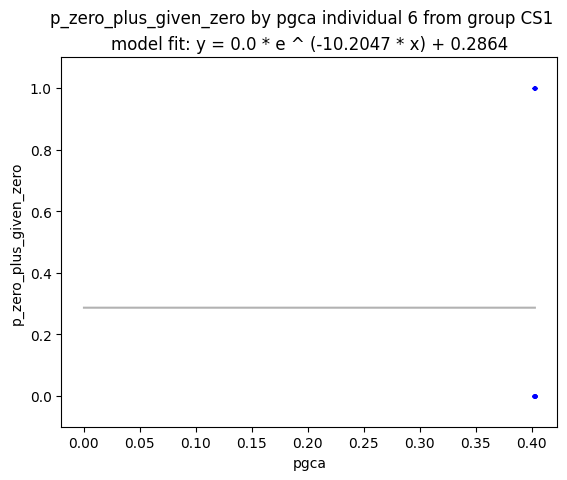 p_zero_plus_given_zero by pgca individual 6 from group CS1
model fit: y = 0.0 * e ^ (-10.2047 * x) + 0.2864
p_zero_plus_given_zero
1.0
0.8
0.6
0.4
0.2
0.0
0.00 0.05 0.10 0.15 0.20 0.25 0.30 0.35 0.40
pgca